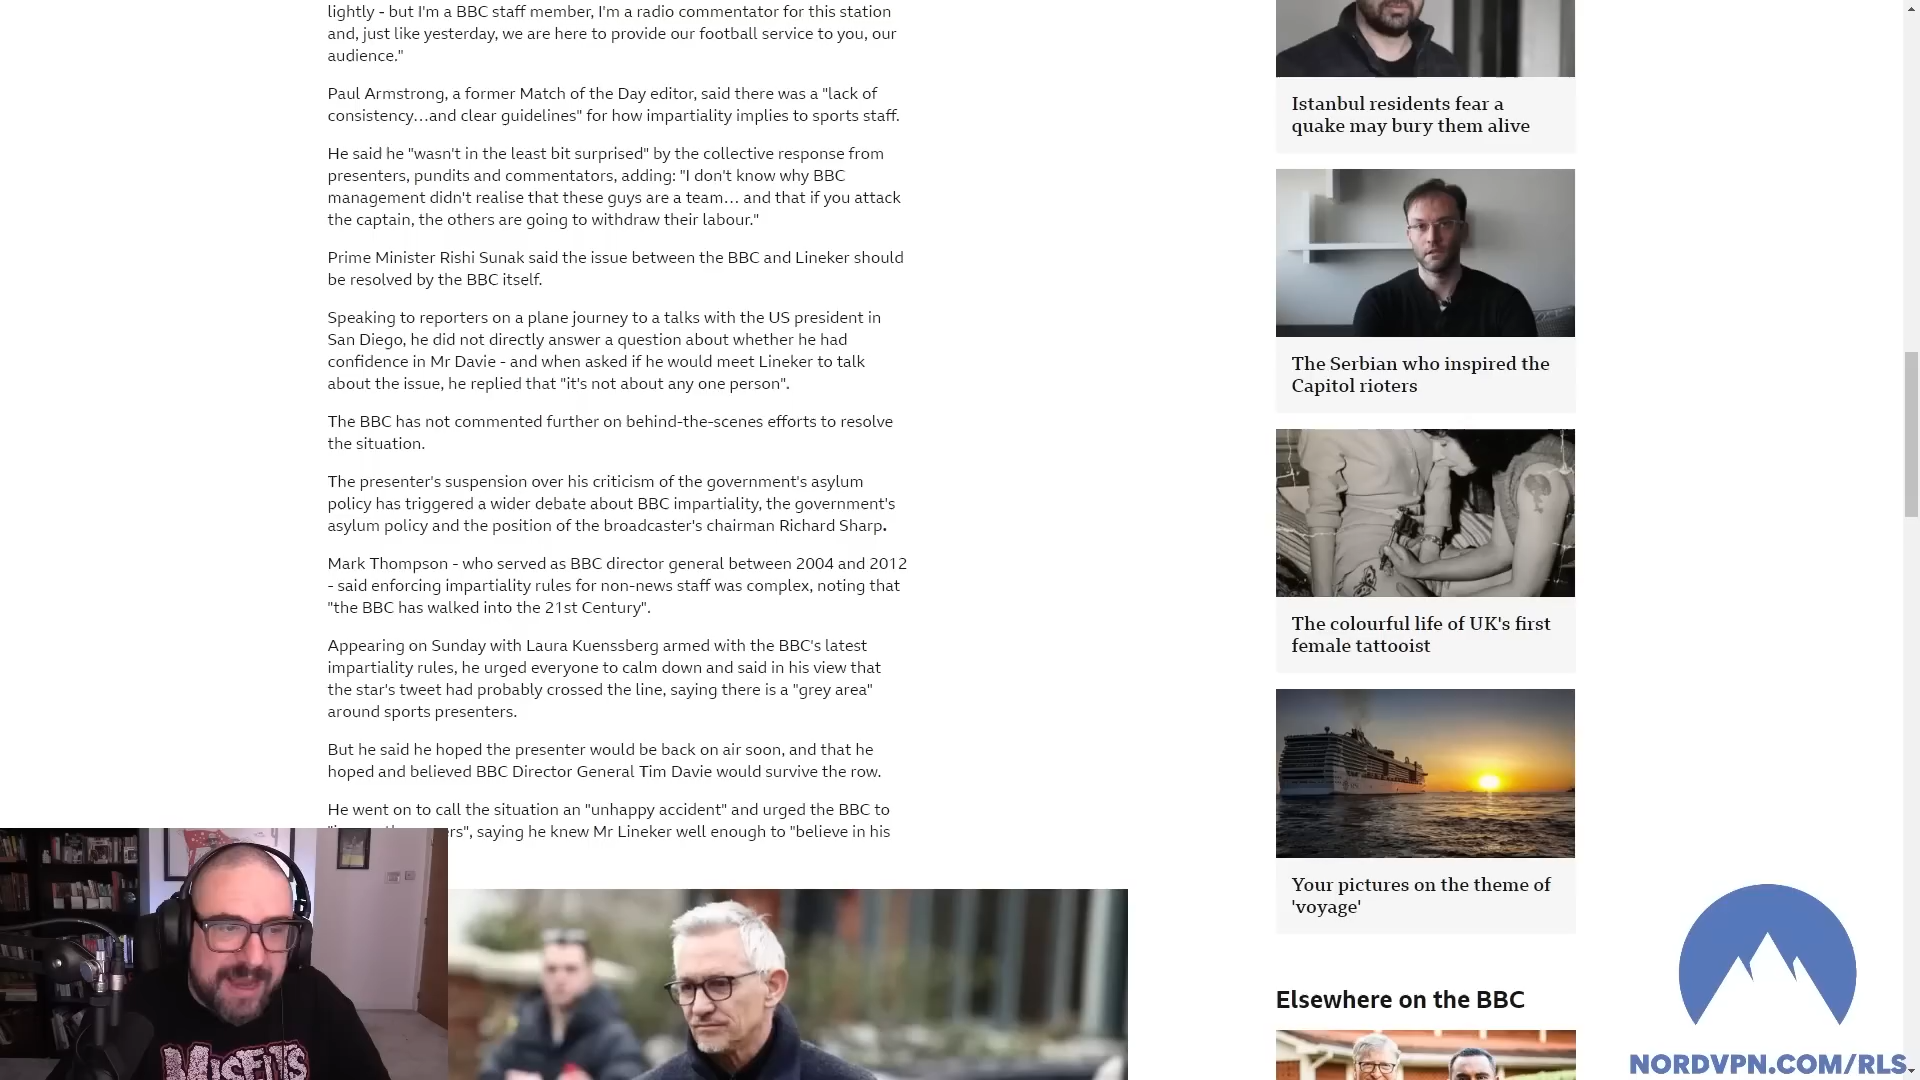 lightly - but I'm a BBC staff member, I'm a radio commentator for this station
and, just like yesterday, we are here to provide our football service to you, our
audience."
Paul Armstrong, a former Match of the Day editor, said there was a "lack of
consistency…and clear guidelines" for how impartiality implies to sports staff.
He said he "wasn't in the least bit surprised" by the collective response from
presenters, pundits and commentators, adding: "I don't know why BBC
management didn't realise that these guys are a team… and that if you attack
the captain, the others are going to withdraw their labour."
Prime Minister Rishi Sunak said the issue between the BBC and Lineker should
be resolved by the BBC itself.
Speaking to reporters on a plane journey to a talks with the US president in
San Diego, he did not directly answer a question about whether he had
confidence in Mr Davie - and when asked if he would meet Lineker to talk
about the issue, he replied that "it's not about any one person".
The BBC has not commented further on behind-the-scenes efforts to resolve
the situation.
The presenter's suspension over his criticism of the government's asylum
policy has triggered a wider debate about BBC impartiality, the government's
asylum policy and the position of the broadcaster's chairman Richard Sharp.
Mark Thompson - who served as BBC director general between 2004 and 2012
- said enforcing impartiality rules for non-news staff was complex, noting that
"the BBC has walked into the 21st Century".
Appearing on Sunday with Laura Kuenssberg armed with the BBC's latest
impartiality rules, he urged everyone to calm down and said in his view that
the star's tweet had probably crossed the line, saying there is a "grey area"
around sports presenters.
But he said he hoped the presenter would be back on air soon, and that he
hoped and believed BBC Director General Tim Davie would survive the row.
He went on to call the situation an "unhappy accident" and urged the BBC to
saying he knew Mr Lineker well enough to "believe in his
Istanbul residents fear a
quake may bury them alive
The Serbian who inspired the
Capitol rioters
The colourful life of UK's first
female tattooist
Your pictures on the theme of
'voyage'
Elsewhere on the BBC
MISFITS
NORDVPN.COM/RLS